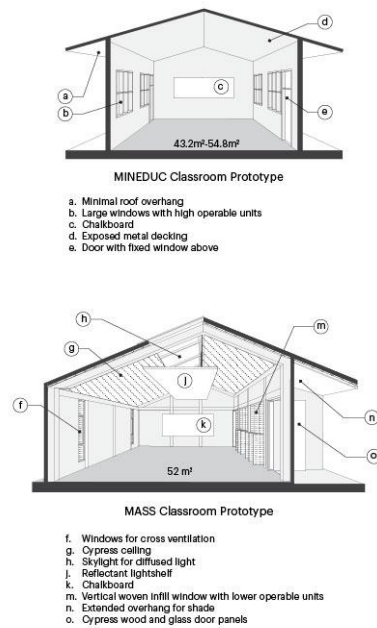 d
a
b
c
e
43.2m²-54.8m²
MINEDUC Classroom Prototype
a. Minimal roof overhang
b. Large windows with high operable units
c. Chalkboard
d. Exposed metal decking
e. Door with fixed window above
h
m
g
j
n
f
k
o
52 m²
MASS Classroom Prototype
f. Windows for cross ventilation
g. Cypress ceiling
h. Skylight for diffused light
j. Reflectant lightshelf
k. Chalkboard
m. Vertical woven infill window with lower operable units
n. Extended overhang for shade
o. Cypress wood and glass door panels